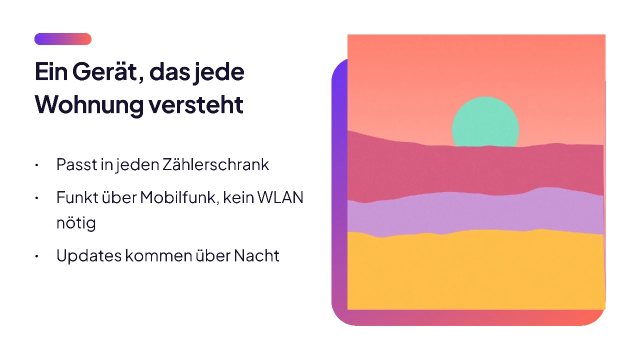 Ein Gerät, das jede
Wohnung versteht
· Passt in jeden Zählerschrank
· Funkt über Mobilfunk, kein WLAN
nötig
· Updates kommen über Nacht